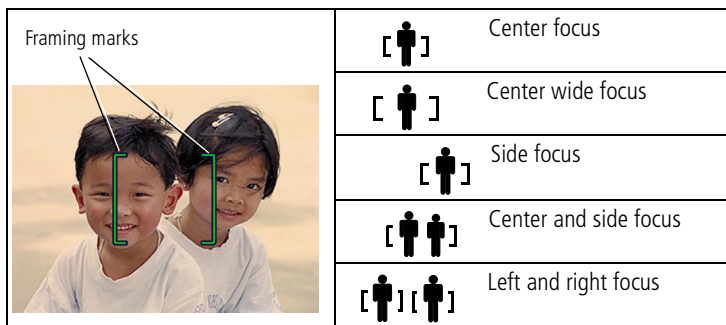 Framing marks
Center focus
Center wide focus
Side focus
Center and side focus
Left and right focus